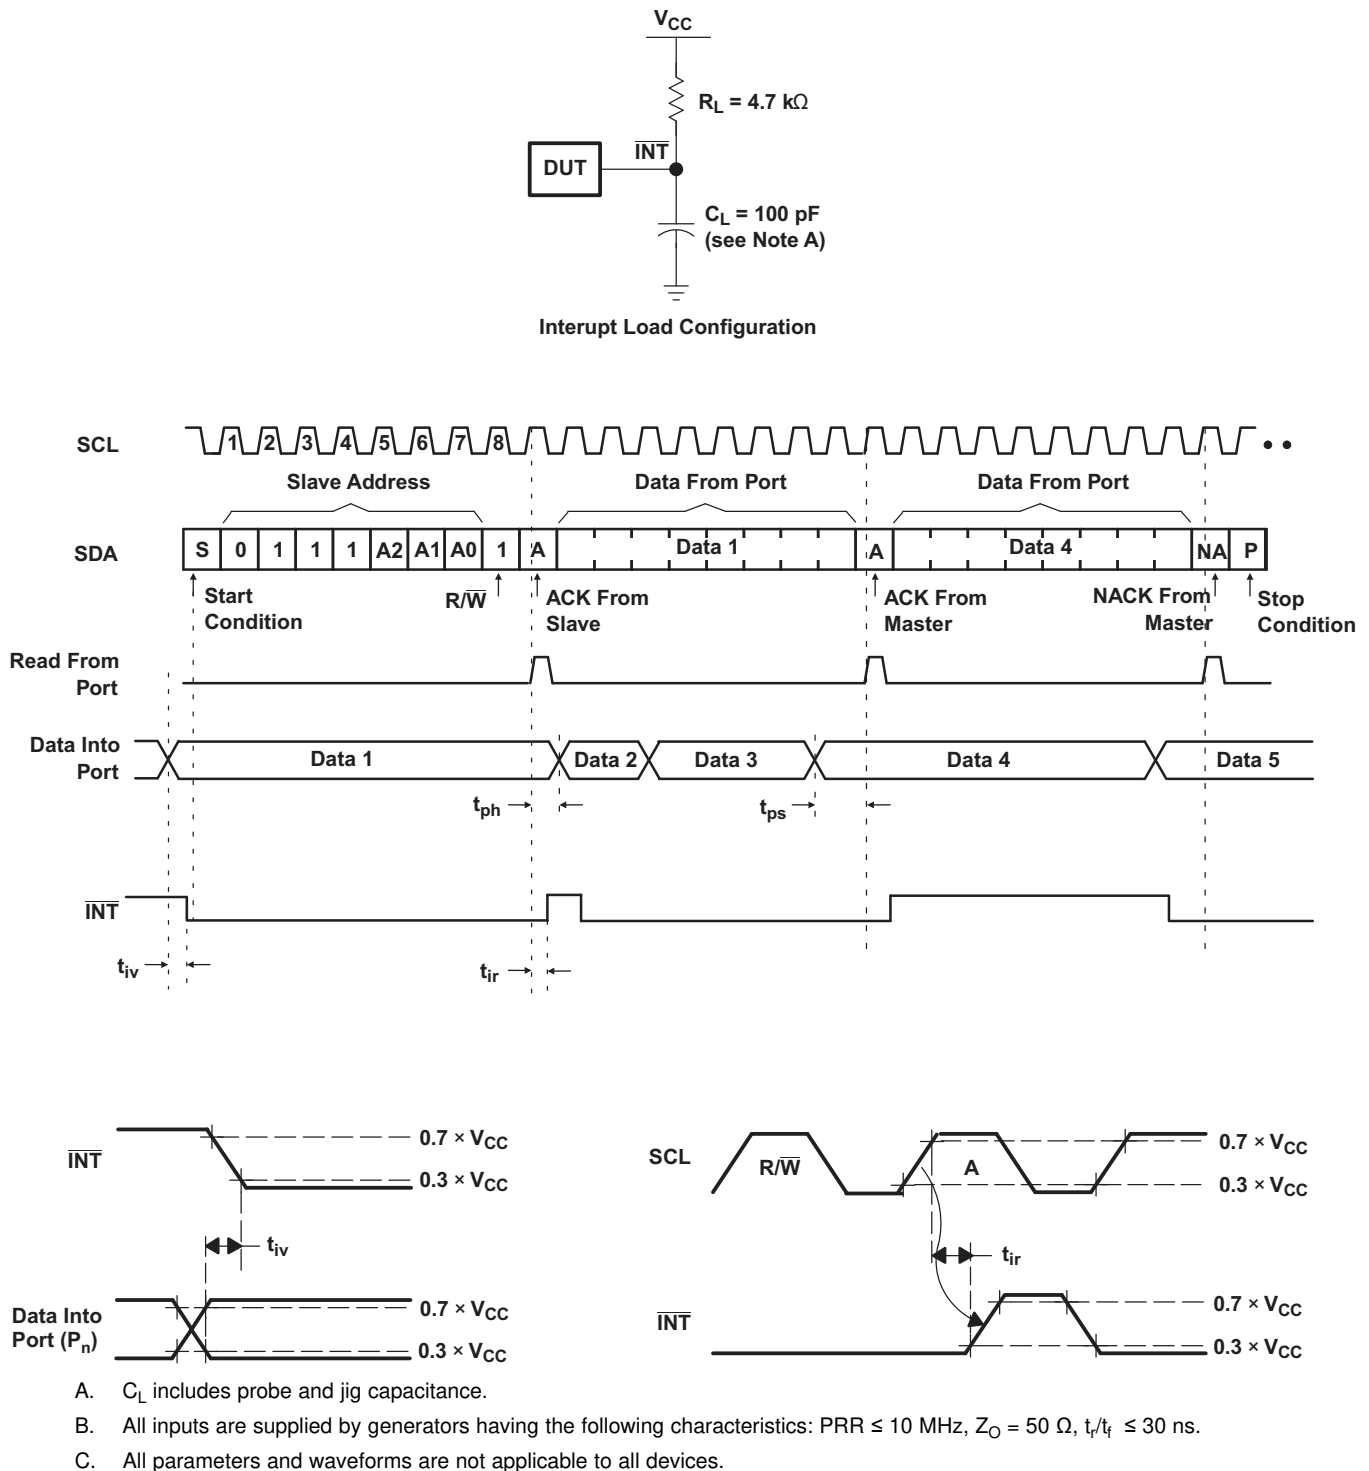 VCC
RL = 4.7 kΩ
INT
DUT
CL = 100 pF
(see Note A)
Interupt Load Configuration
SCL
1 2 3 4 5 6 7 8
Slave Address
Data From Port
Data From Port
SDA
S 0 1 1 1 A2 A1 A0 1 A Data 1 A Data 4 NA P
Start
Condition
R/W
ACK From
Slave
ACK From
Master
NACK From
Master
Stop
Condition
Read From
Port
Data Into
Port
Data 1 Data 2 Data 3 Data 4 Data 5
tph
tps
INT
tiv
tir
INT
0.7 × VCC
0.3 × VCC
tiv
Data Into
Port (Pn)
0.7 × VCC
0.3 × VCC
SCL
R/W
A
0.7 × VCC
0.3 × VCC
tir
INT
0.7 × VCC
0.3 × VCC
A. CL includes probe and jig capacitance.
B. All inputs are supplied by generators having the following characteristics: PRR ≤ 10 MHz, ZO = 50 Ω, tr/tf ≤ 30 ns.
C. All parameters and waveforms are not applicable to all devices.